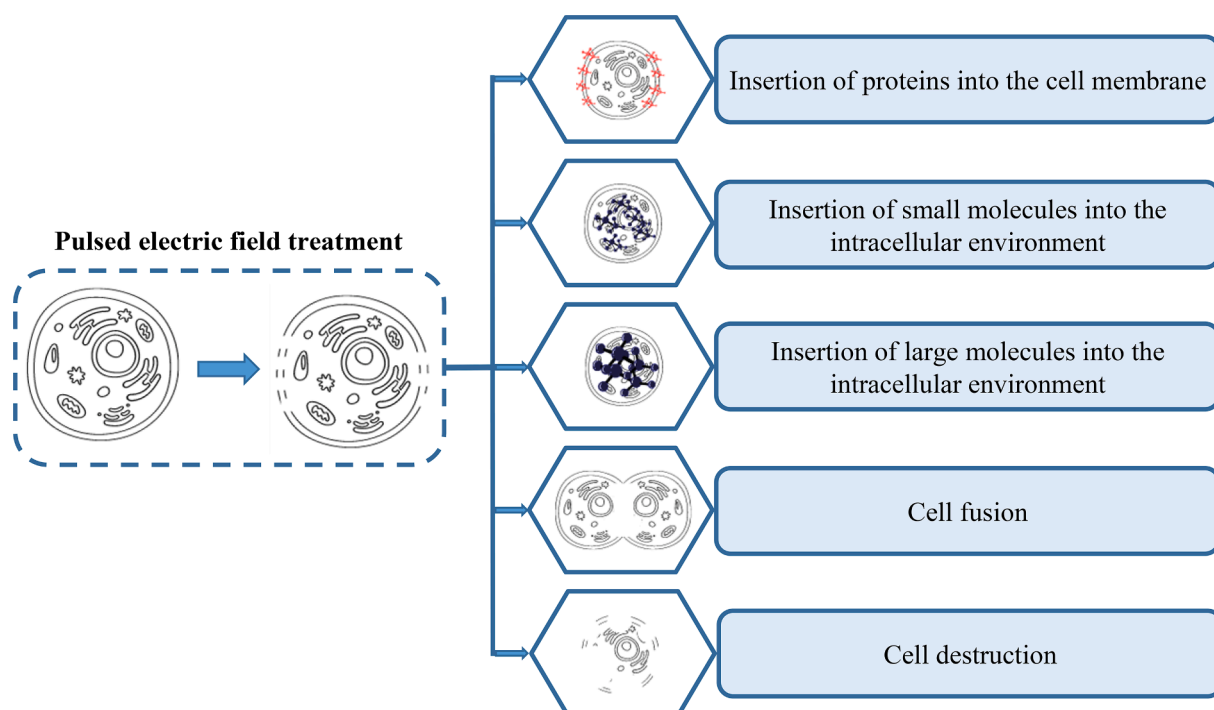 Pulsed electric field treatment
Insertion of proteins into the cell membrane
Insertion of small molecules into the
intracellular environment
Insertion of large molecules into the
intracellular environment
Cell fusion
Cell destruction